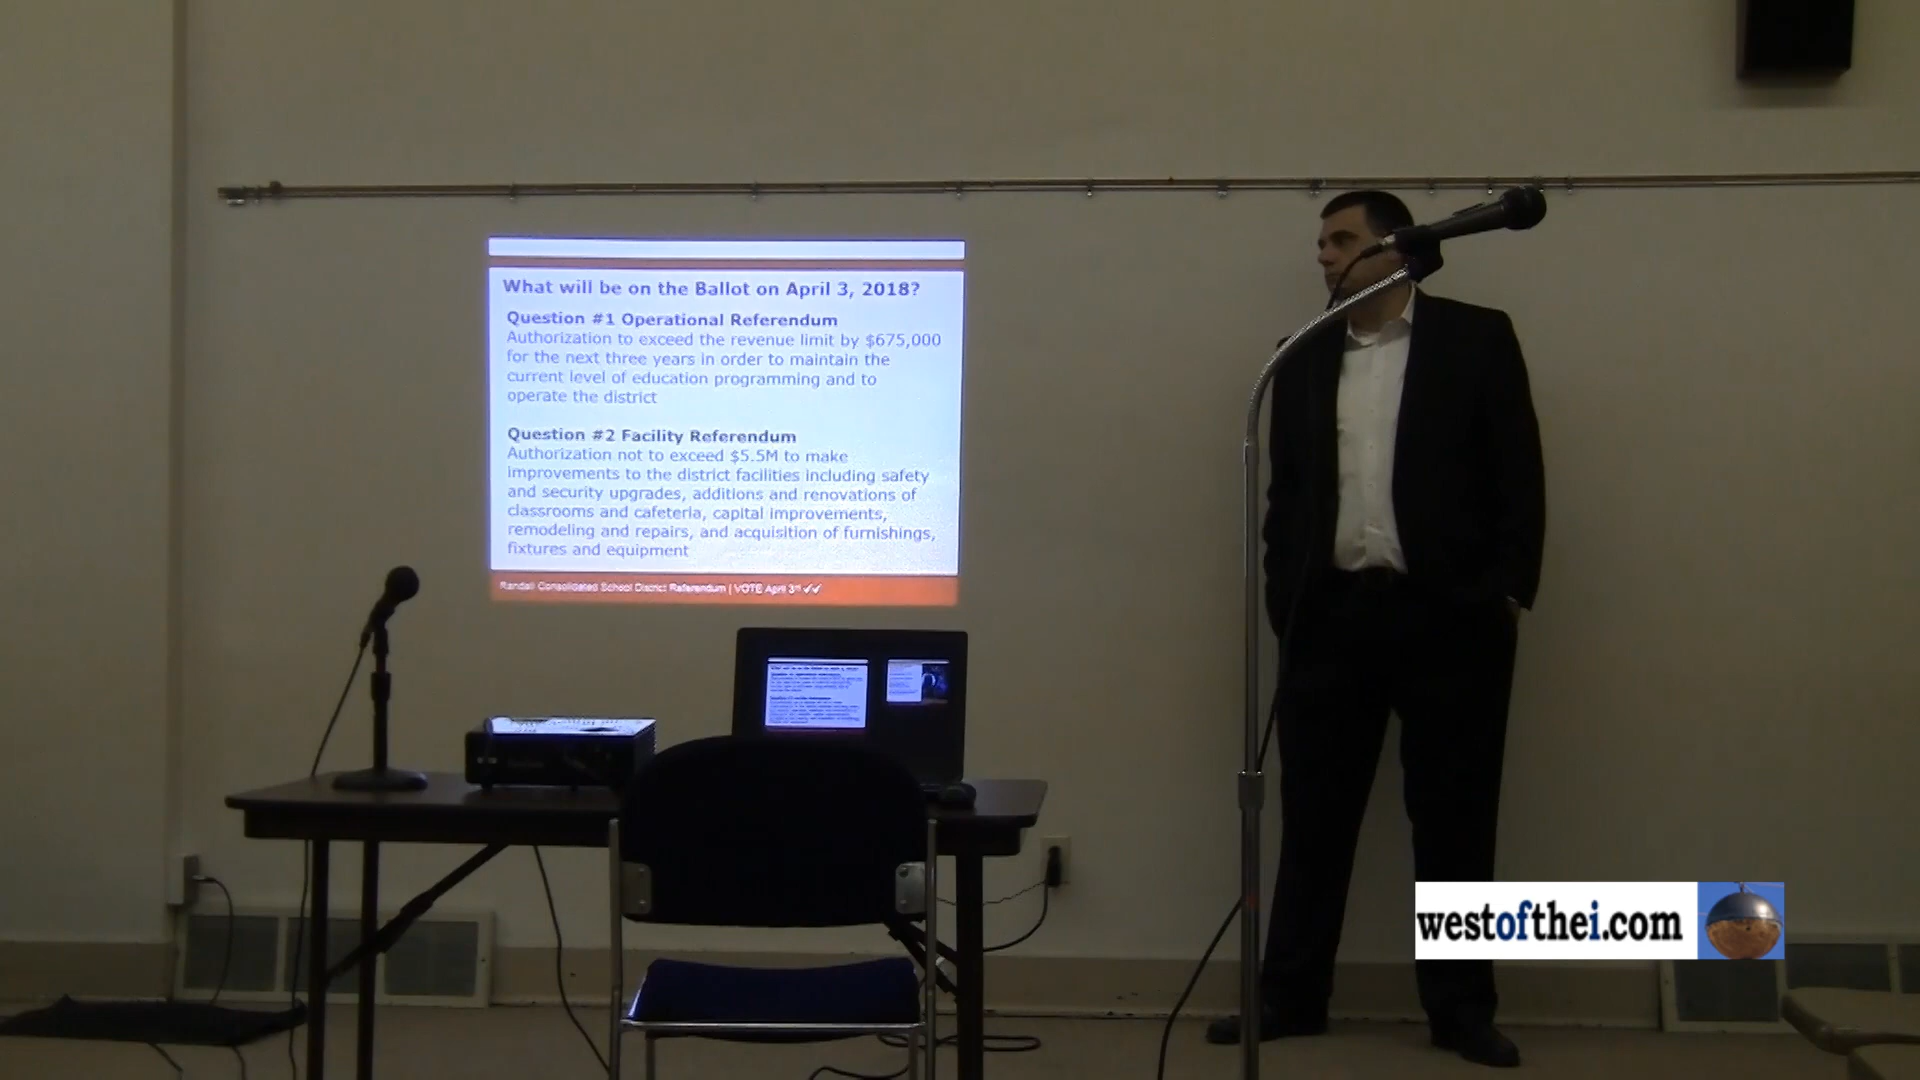 What will be on the Ballot on April 3, 2018?
Question #1 Operational Referendum
Authorization to exceed the revenue limit by $675,000
for the next three years in order to maintain the
current level of education programming and to
operate the district
Question #2 Facility Referendum
Authorization not to exceed $5.5M to make
improvements to the district facilities including safety
and security upgrades, additions and renovations of
classrooms and cafeteria, capital improvements,
remodeling and repairs, and acquisition of furnishings,
fixtures and equipment
Randall Consolidated School District Referendum | VOTE April 3rd ✓✓
westofthei.com